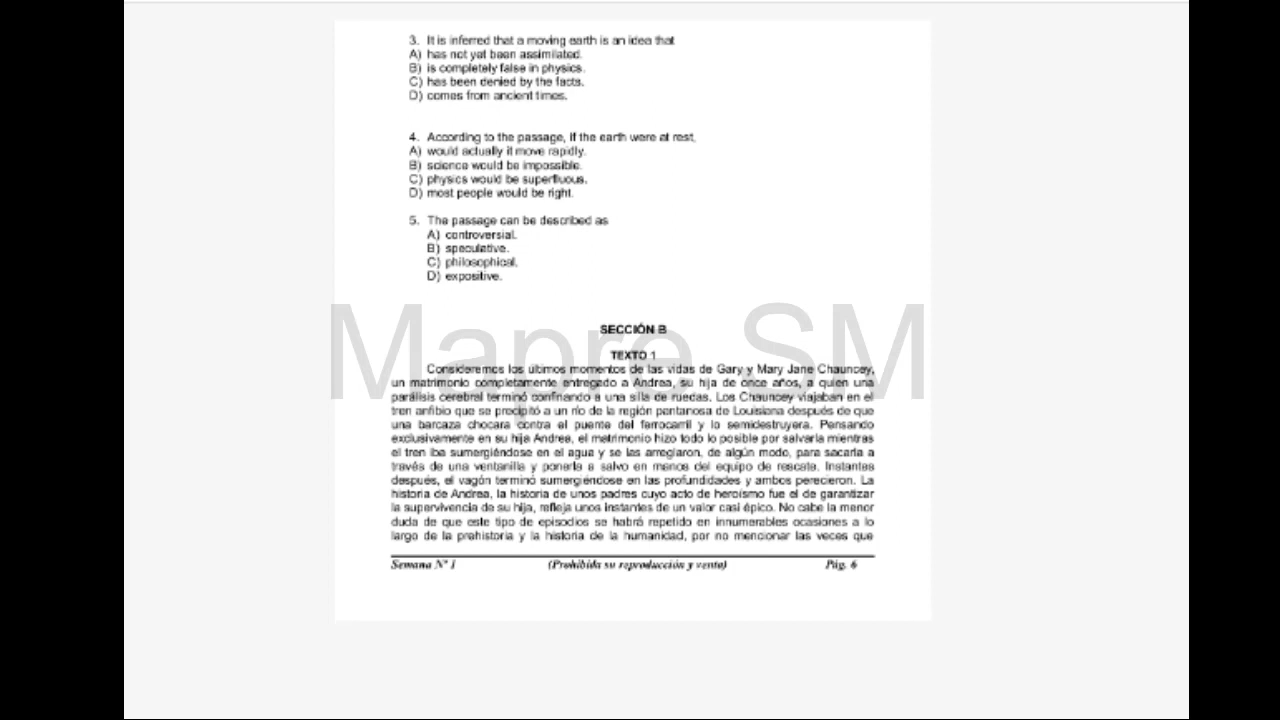 3. It is inferred that a moving earth is an idea that
A) has not yet been assimilated.
B) is completely false in physics.
C) has been denied by the facts.
D) comes from ancient times.
4. According to the passage, if the earth were at rest,
A) would actually it move rapidly.
B) science would be impossible.
C) physics would be superfluous.
D) most people would be right.
5. The passage can be described as
A) controversial.
B) speculative.
C) philosophical.
D) expositive.
Mapre SM
SECCIÓN B
TEXTO 1
Consideremos los últimos momentos de las vidas de Gary y Mary Jane Chauncey,
un matrimonio completamente entregado a Andrea, su hija de once años, a quien una
parálisis cerebral terminó confinando a una silla de ruedas. Los Chauncey viajaban en el
tren anfibio que se precipitó a un río de la región pantanosa de Louisiana después de que
una barcaza chocara contra el puente del ferrocarril y lo semidestruyera. Pensando
exclusivamente en su hija Andrea, el matrimonio hizo todo lo posible por salvarla mientras
el tren iba sumergiéndose en el agua y se las arreglaron, de algún modo, para sacarla a
través de una ventanilla y ponerla a salvo en manos del equipo de rescate. Instantes
después, el vagón terminó sumergiéndose en las profundidades y ambos perecieron. La
historia de Andrea, la historia de unos padres cuyo acto de heroísmo fue el de garantizar
la supervivencia de su hija, refleja unos instantes de un valor casi épico. No cabe la menor
duda de que este tipo de episodios se habrá repetido en innumerables ocasiones a lo
largo de la prehistoria y la historia de la humanidad, por no mencionar las veces que
Semana Nº 1 (Prohibida su reproducción y venta) Pág. 6